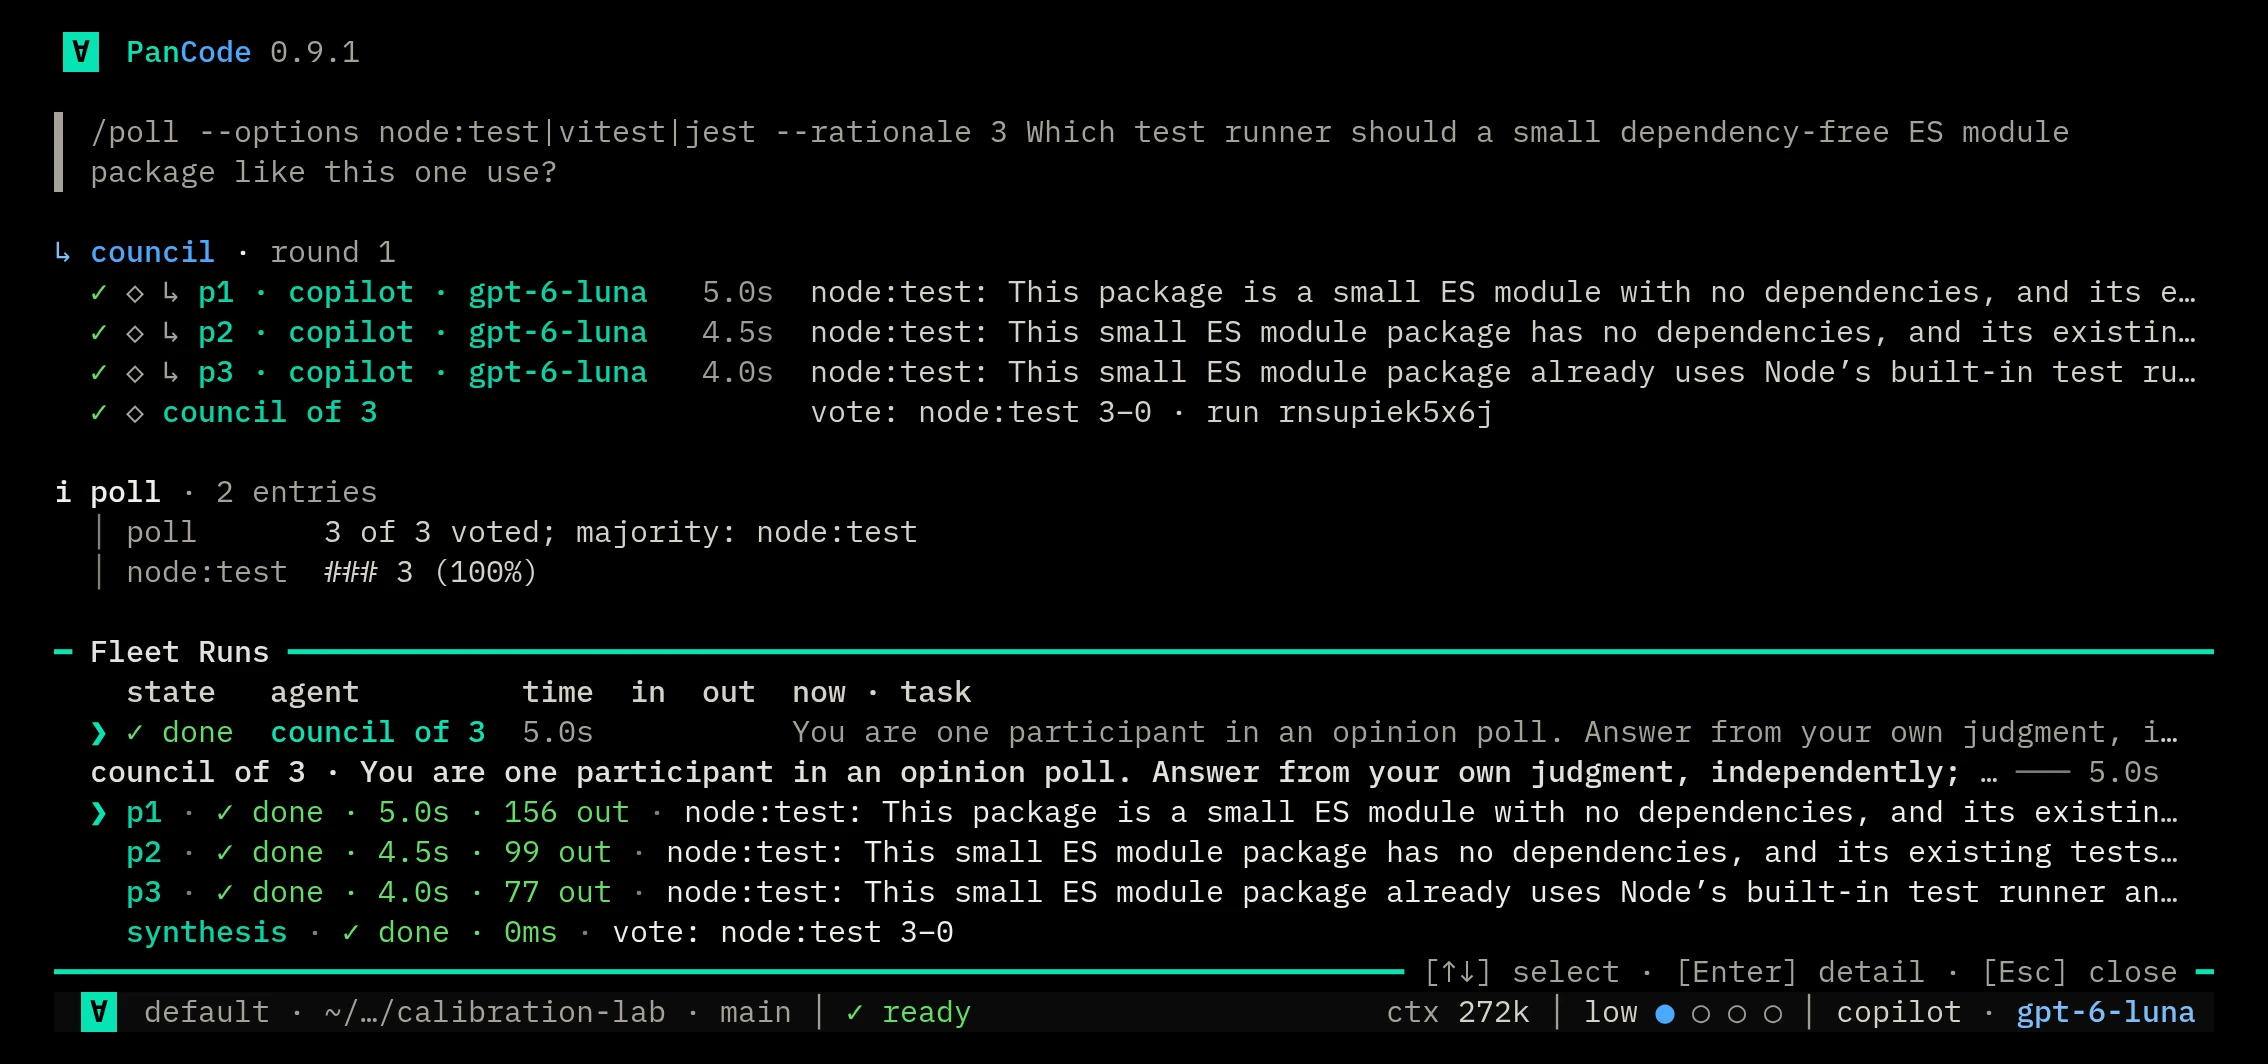 ∀ PanCode 0.9.1
/poll --options node:test|vitest|jest --rationale 3 Which test runner should a small dependency-free ES module
package like this one use?
↳ council · round 1
✓ ◇ ↳ p1 · copilot · gpt-6-luna 5.0s node:test: This package is a small ES module with no dependencies, and its e…
✓ ◇ ↳ p2 · copilot · gpt-6-luna 4.5s node:test: This small ES module package has no dependencies, and its existin…
✓ ◇ ↳ p3 · copilot · gpt-6-luna 4.0s node:test: This small ES module package already uses Node’s built-in test ru…
✓ ◇ council of 3 vote: node:test 3–0 · run rnsupiek5x6j
i poll · 2 entries
│ poll 3 of 3 voted; majority: node:test
│ node:test ### 3 (100%)
Fleet Runs
state agent time in out now · task
❯ ✓ done council of 3 5.0s You are one participant in an opinion poll. Answer from your own judgment, i…
council of 3 · You are one participant in an opinion poll. Answer from your own judgment, independently; … ─── 5.0s
❯ p1 · ✓ done · 5.0s · 156 out · node:test: This package is a small ES module with no dependencies, and its existin…
p2 · ✓ done · 4.5s · 99 out · node:test: This small ES module package has no dependencies, and its existing tests…
p3 · ✓ done · 4.0s · 77 out · node:test: This small ES module package already uses Node’s built-in test runner an…
synthesis · ✓ done · 0ms · vote: node:test 3–0
[↑↓] select · [Enter] detail · [Esc] close
∀ default · ~/…/calibration-lab · main │ ✓ ready ctx 272k │ low ● ○ ○ ○ │ copilot · gpt-6-luna